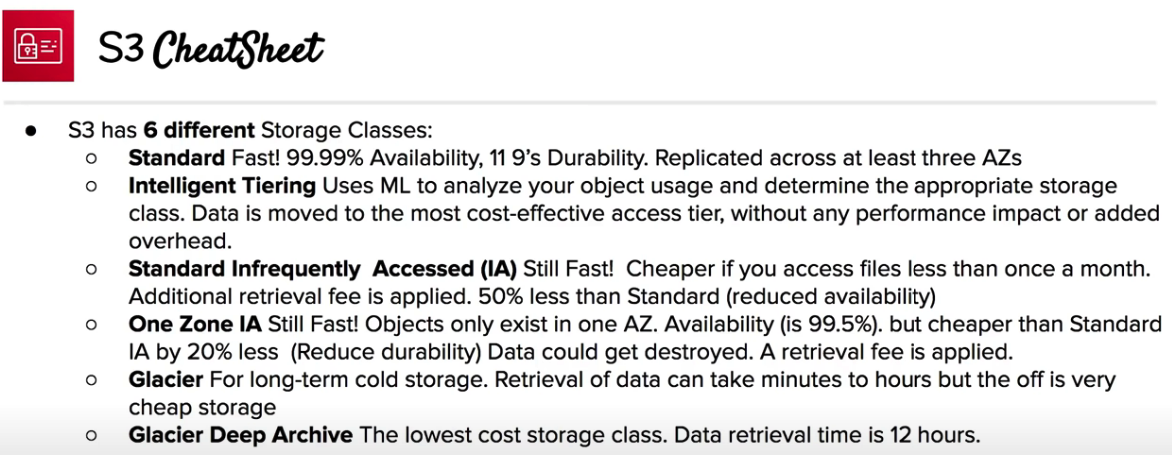 S3 CheatSheet
● S3 has 6 different Storage Classes:
○ Standard Fast! 99.99% Availability, 11 9's Durability. Replicated across at least three AZs
○ Intelligent Tiering Uses ML to analyze your object usage and determine the appropriate storage
class. Data is moved to the most cost-effective access tier, without any performance impact or added
overhead.
○ Standard Infrequently Accessed (IA) Still Fast! Cheaper if you access files less than once a month.
Additional retrieval fee is applied. 50% less than Standard (reduced availability)
○ One Zone IA Still Fast! Objects only exist in one AZ. Availability (is 99.5%). but cheaper than Standard
IA by 20% less (Reduce durability) Data could get destroyed. A retrieval fee is applied.
○ Glacier For long-term cold storage. Retrieval of data can take minutes to hours but the off is very
cheap storage
○ Glacier Deep Archive The lowest cost storage class. Data retrieval time is 12 hours.